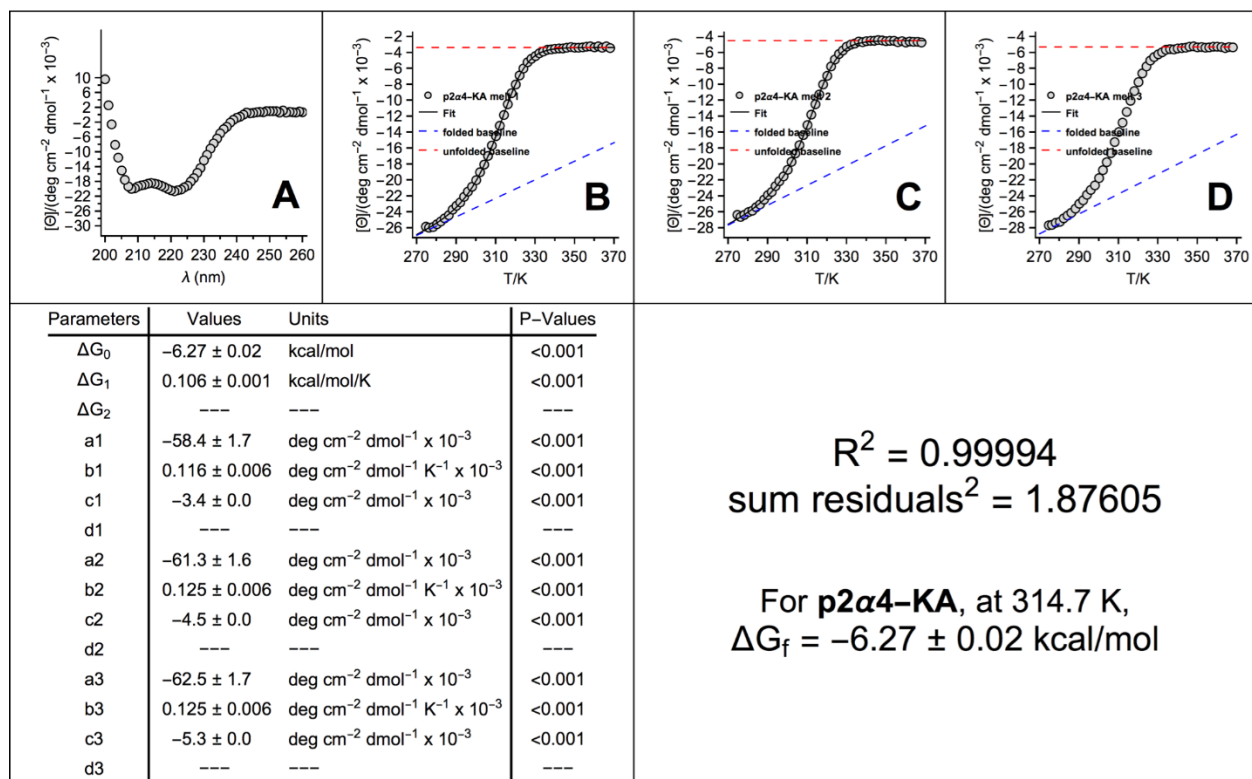 [Θ]/(deg cm⁻² dmol⁻¹ x 10⁻³)
10
6
2
−2
−6
−10
−14
−18
−22
−26
−30
A
200 210 220 230 240 250 260
λ (nm)
[Θ]/(deg cm⁻² dmol⁻¹ x 10⁻³)
−2
−4
−6
−8
−10
−12
−14
−16
−18
−20
−22
−24
−26
p2α4−KA melt 1
Fit
folded baseline
unfolded baseline
B
270 290 310 330 350 370
T/K
[Θ]/(deg cm⁻² dmol⁻¹ x 10⁻³)
−4
−6
−8
−10
−12
−14
−16
−18
−20
−22
−24
−26
−28
p2α4−KA melt 2
Fit
folded baseline
unfolded baseline
C
270 290 310 330 350 370
T/K
[Θ]/(deg cm⁻² dmol⁻¹ x 10⁻³)
−4
−6
−8
−10
−12
−14
−16
−18
−20
−22
−24
−26
−28
p2α4−KA melt 3
Fit
folded baseline
unfolded baseline
D
270 290 310 330 350 370
T/K
Parameters Values Units P−Values
ΔG₀ −6.27 ± 0.02 kcal/mol <0.001
ΔG₁ 0.106 ± 0.001 kcal/mol/K <0.001
ΔG₂ −−− −−− −−−
a1 −58.4 ± 1.7 deg cm⁻² dmol⁻¹ x 10⁻³ <0.001
b1 0.116 ± 0.006 deg cm⁻² dmol⁻¹ K⁻¹ x 10⁻³ <0.001
c1 −3.4 ± 0.0 deg cm⁻² dmol⁻¹ x 10⁻³ <0.001
d1 −−− −−− −−−
a2 −61.3 ± 1.6 deg cm⁻² dmol⁻¹ x 10⁻³ <0.001
b2 0.125 ± 0.006 deg cm⁻² dmol⁻¹ K⁻¹ x 10⁻³ <0.001
c2 −4.5 ± 0.0 deg cm⁻² dmol⁻¹ x 10⁻³ <0.001
d2 −−− −−− −−−
a3 −62.5 ± 1.7 deg cm⁻² dmol⁻¹ x 10⁻³ <0.001
b3 0.125 ± 0.006 deg cm⁻² dmol⁻¹ K⁻¹ x 10⁻³ <0.001
c3 −5.3 ± 0.0 deg cm⁻² dmol⁻¹ x 10⁻³ <0.001
d3 −−− −−− −−−
R² = 0.99994
sum residuals² = 1.87605
For p2α4−KA, at 314.7 K,
ΔG_f = −6.27 ± 0.02 kcal/mol